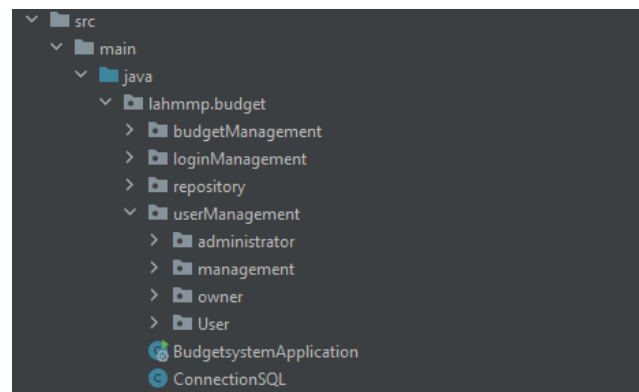 src
main
java
lahmmp.budget
budgetManagement
loginManagement
repository
userManagement
administrator
management
owner
User
BudgetsystemApplication
ConnectionSQL